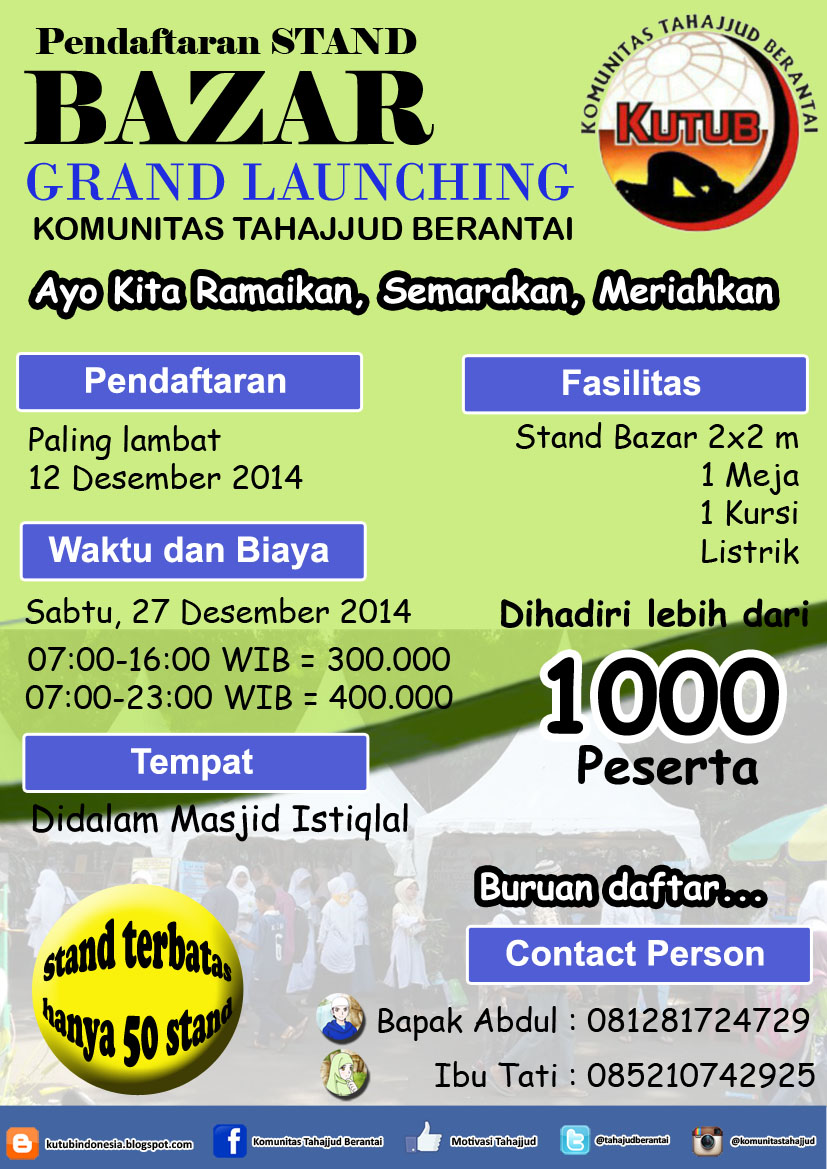 Pendaftaran STAND
BAZAR
GRAND LAUNCHING
KOMUNITAS TAHAJJUD BERANTAI
KOMUNITAS TAHAJJUD BERANTAI
KUTUB
Ayo Kita Ramaikan, Semarakan, Meriahkan
Pendaftaran
Paling lambat
12 Desember 2014
Fasilitas
Stand Bazar 2x2 m
1 Meja
1 Kursi
Listrik
Waktu dan Biaya
Sabtu, 27 Desember 2014
07:00-16:00 WIB = 300.000
07:00-23:00 WIB = 400.000
Dihadiri lebih dari
1000
Peserta
Tempat
Didalam Masjid Istiqlal
stand terbatas
hanya 50 stand
Buruan daftar...
Contact Person
Bapak Abdul : 081281724729
Ibu Tati : 085210742925
kutubindonesia.blogspot.com
Komunitas Tahajjud Berantai
Motivasi Tahajjud
@tahajudberantai
@komunitastahajjud